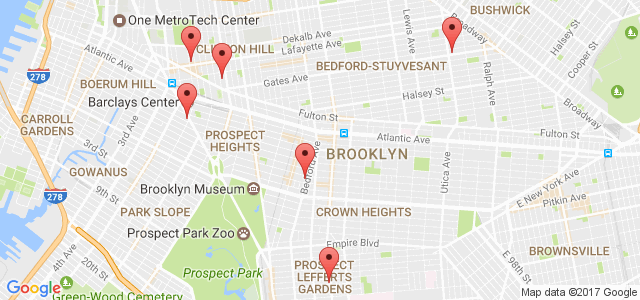 BUSHWICK
One MetroTech Center
Dekalb Ave
Lafayette Ave
Lewis Ave
Broadway
Halsey St
Cooper St
CLINTON HILL
Atlantic Ave
278
BOERUM HILL
Gates Ave
BEDFORD-STUYVESANT
Ralph Ave
Halsey St
Barclays Center
Broadway
CARROLL
GARDENS
3rd Ave
Fulton St
Fulton St
Atlantic Ave
3rd St
PROSPECT
HEIGHTS
BROOKLYN
Bedford Ave
Utica Ave
GOWANUS
9th St
278
Brooklyn Museum
E New York Ave
Pitkin Ave
PARK SLOPE
CROWN HEIGHTS
Prospect Park Zoo
Empire Blvd
E 98th St
BROWNSVILLE
4th Ave
20th St
Prospect Park
PROSPECT
LEFFERTS
GARDENS
Green-Wood Cemetery
Map data ©2017 Google